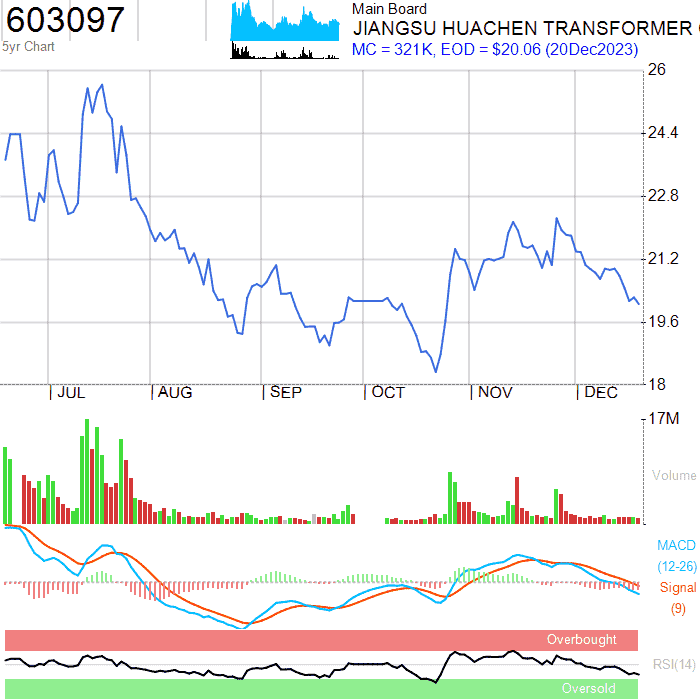 603097
5yr Chart
Main Board
JIANGSU HUACHEN TRANSFORMER
MC = 321K, EOD = $20.06 (20Dec2023)
26
24.4
22.8
21.2
19.6
18
JUL AUG SEP OCT NOV DEC
17M
Volume
MACD
(12-26)
Signal
(9)
Overbought
RSI(14)
Oversold